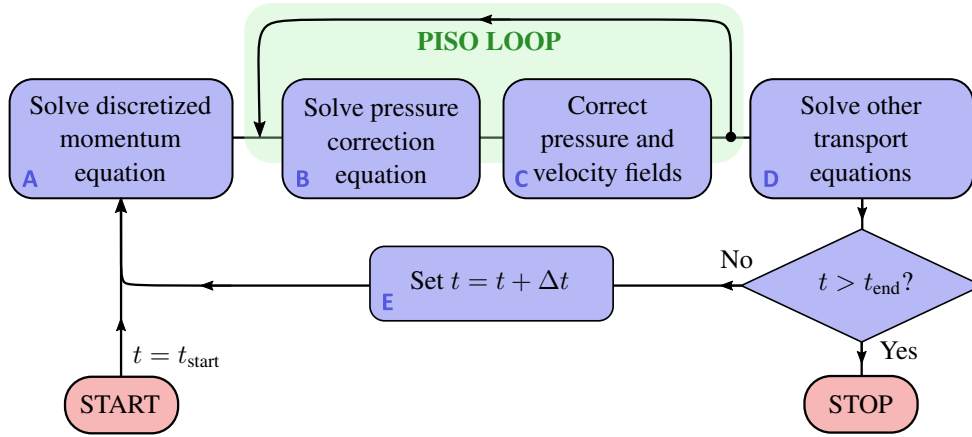 PISO LOOP
Solve discretized
momentum
equation
A
Solve pressure
correction
equation
B
Correct
pressure and
velocity fields
C
Solve other
transport
equations
D
No
Set t = t + Δt
E
t > t_end?
Yes
t = t_start
START
STOP